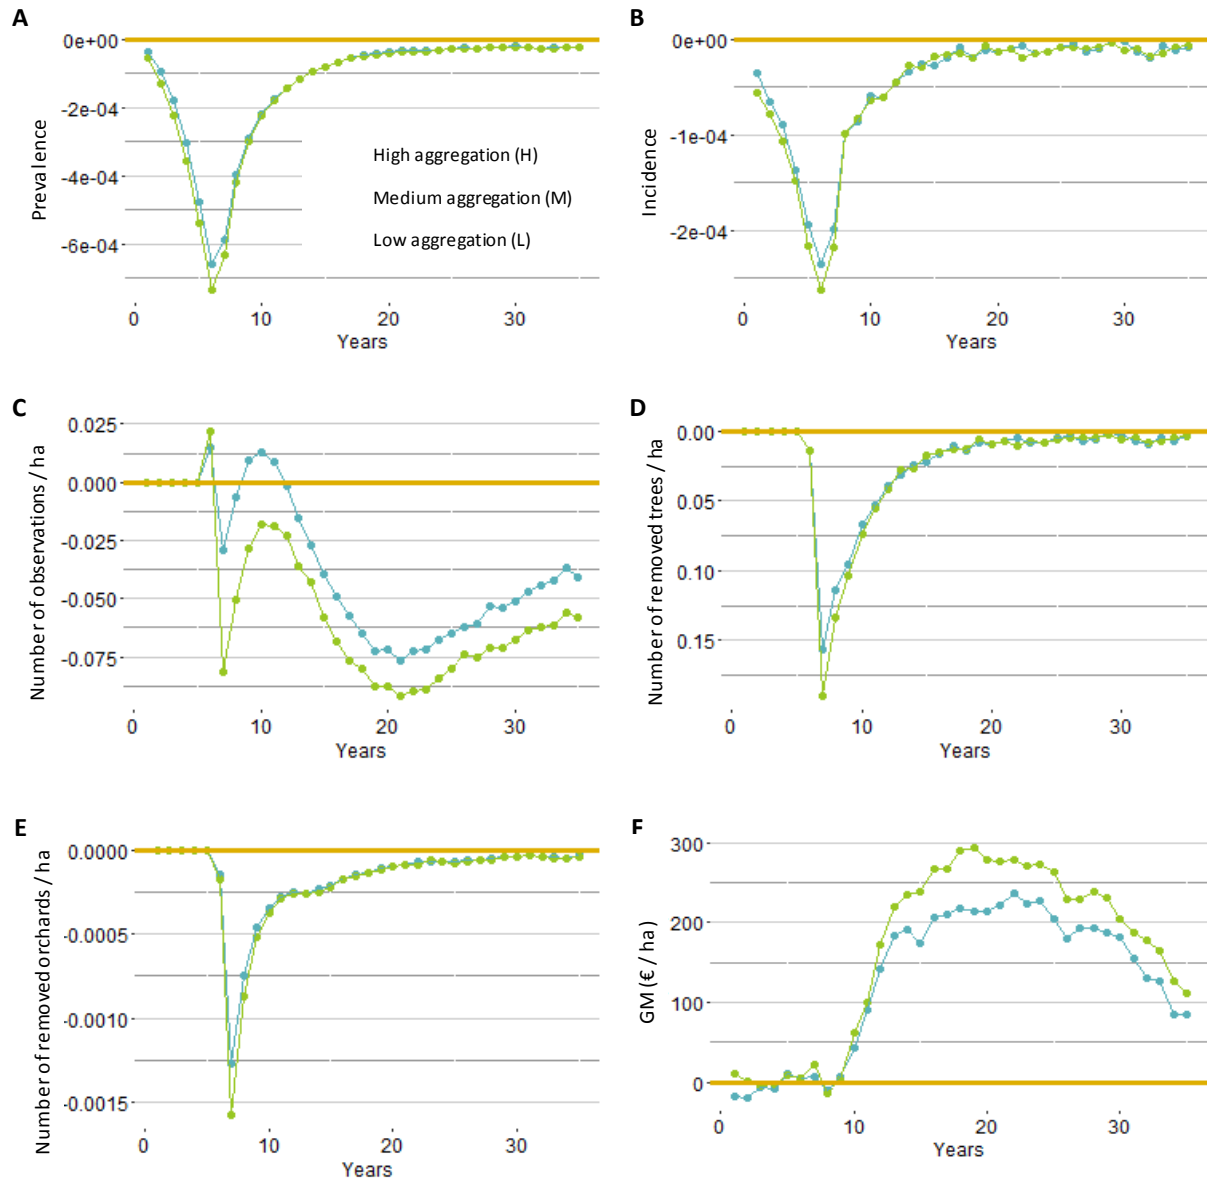 A
0e+00
-2e-04
-4e-04
-6e-04
Prevalence
High aggregation (H)
Medium aggregation (M)
Low aggregation (L)
0 10 20 30
Years
B
0e+00
-1e-04
-2e-04
Incidence
0 10 20 30
Years
C
0.025
0.000
-0.025
-0.050
-0.075
Number of observations / ha
0 10 20 30
Years
D
0.00
0.05
0.10
0.15
Number of removed trees / ha
0 10 20 30
Years
E
0.0000
-0.0005
-0.0010
-0.0015
Number of removed orchards / ha
0 10 20 30
Years
F
300
200
100
0
GM (€ / ha)
0 10 20 30
Years